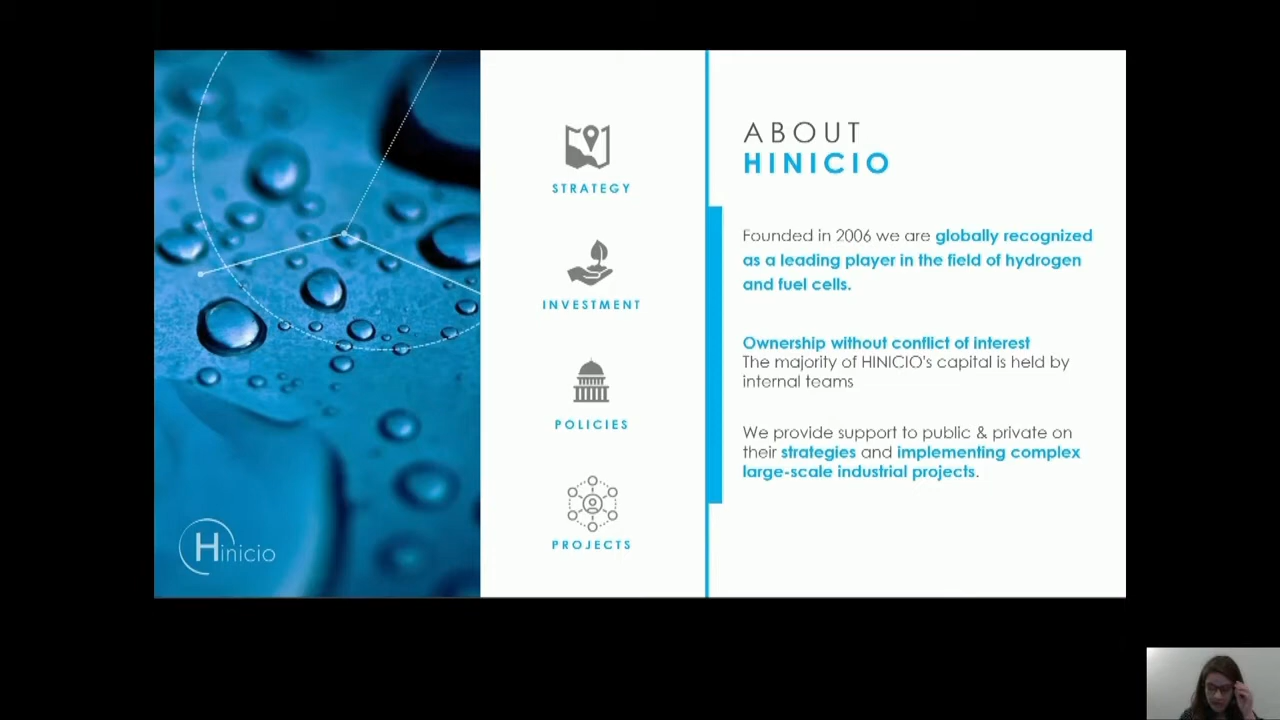 STRATEGY
INVESTMENT
POLICIES
PROJECTS
Hinicio
ABOUT
HINICIO
Founded in 2006 we are globally recognized
as a leading player in the field of hydrogen
and fuel cells.
Ownership without conflict of interest
The majority of HINICIO's capital is held by
internal teams
We provide support to public & private on
their strategies and implementing complex
large-scale industrial projects.